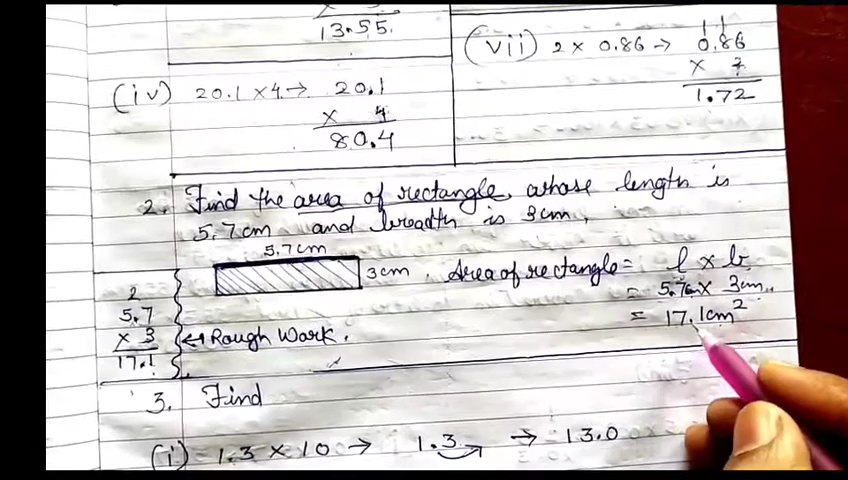 13.55
(iv) 20.1 x 4 → 20.1
x 4
80.4
(vii) 2 x 0.86 → 1 1
0.86
x 2
1.72
2. Find the area of rectangle, whose length is
5.7cm and breadth is 3cm,
5.7cm
3cm.
Area of rectangle = l x b
= 5.7cm x 3cm.
= 17.1cm²
2
5.7
x 3
17.1
← Rough Work.
3. Find
(i) 1.3 x 10 → 1.3 → 13.0